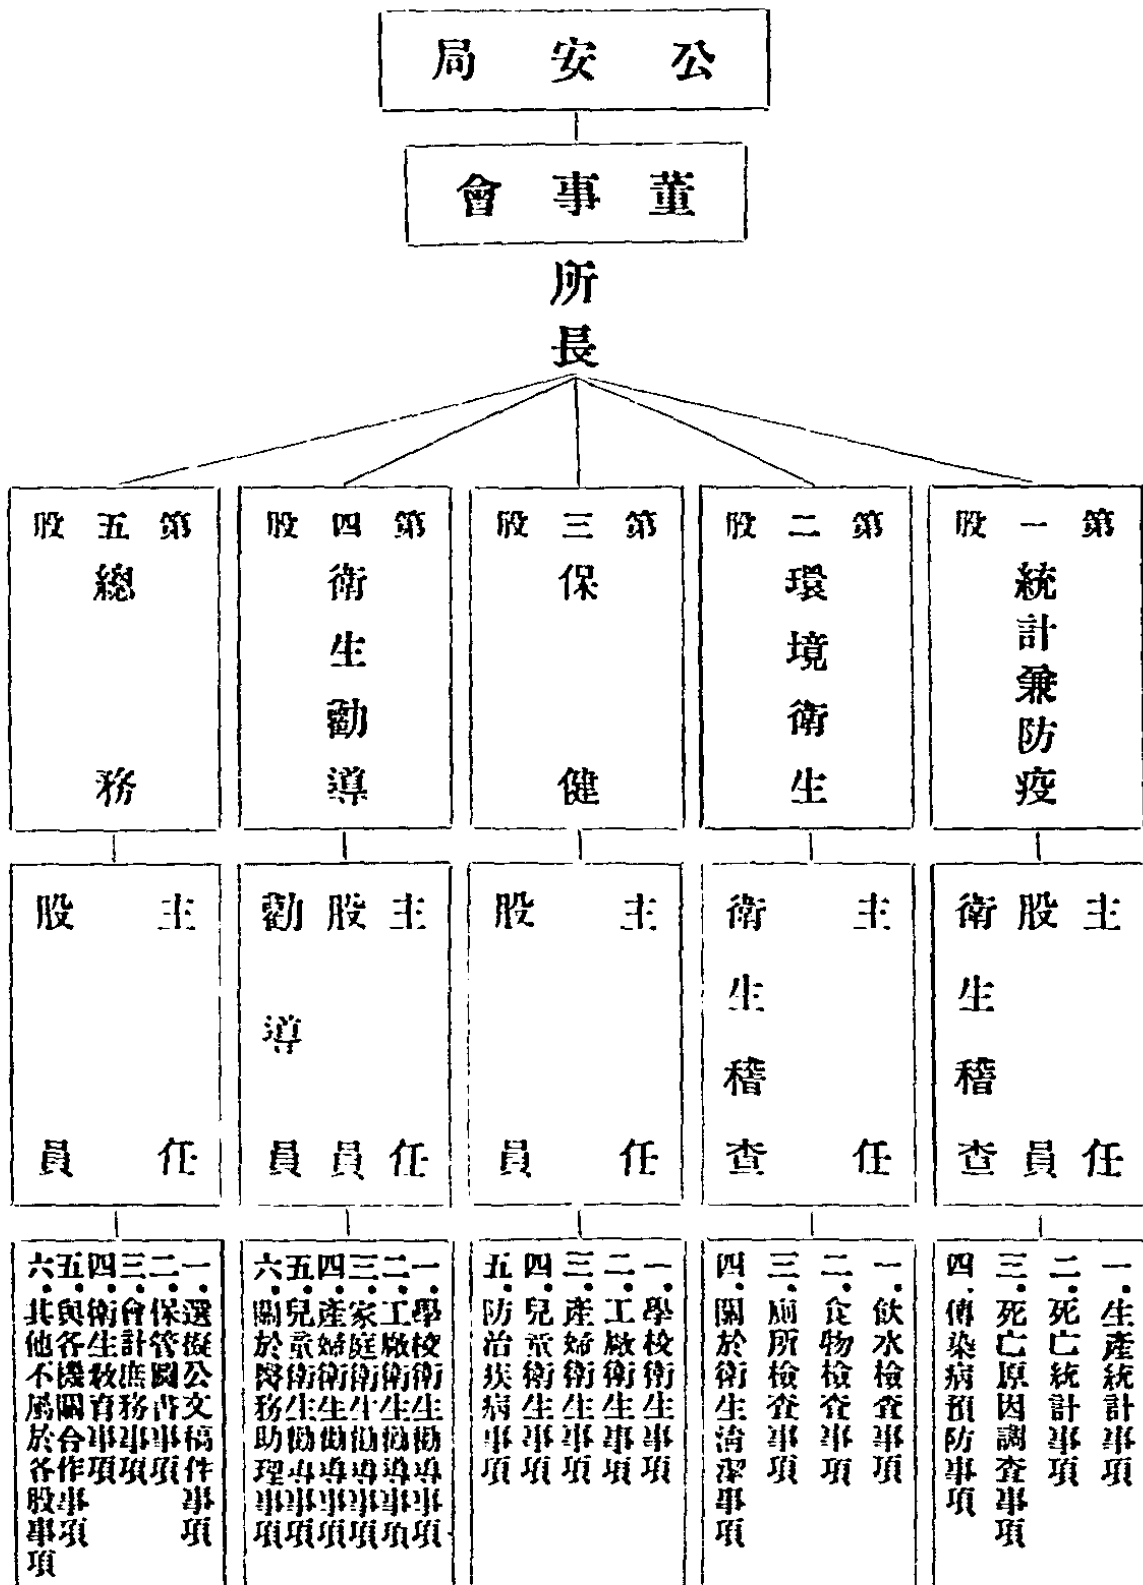 公安局
董事會
所長
第一股
統計兼防疫
主任
股員
衛生稽查
一.生產統計事項
二.死亡統計事項
三.死亡原因調查事項
四.傳染病預防事項
第二股
環境衛生
主任
衛生稽查
一.飲水檢查事項
二.食物檢查事項
三.廁所檢查事項
四.關於衛生清潔事項
第三股
保健
主任
股員
一.學校衛生事項
二.工廠衛生事項
三.產婦衛生事項
四.兒童衛生事項
五.防治疾病事項
第四股
衛生勸導
主任
股員
勸導員
一.學校衛生勸導事項
二.工廠衛生勸導事項
三.家庭衛生勸導事項
四.產婦衛生勸導事項
五.兒童衛生勸導事項
六.關於醫務助理事項
第五股
總務
主任
股員
一.選擬公文稿件事項
二.保管圖書事項
三.會計庶務事項
四.衛生教育事項
五.與各機關合作事項
六.其他不屬於各股事項